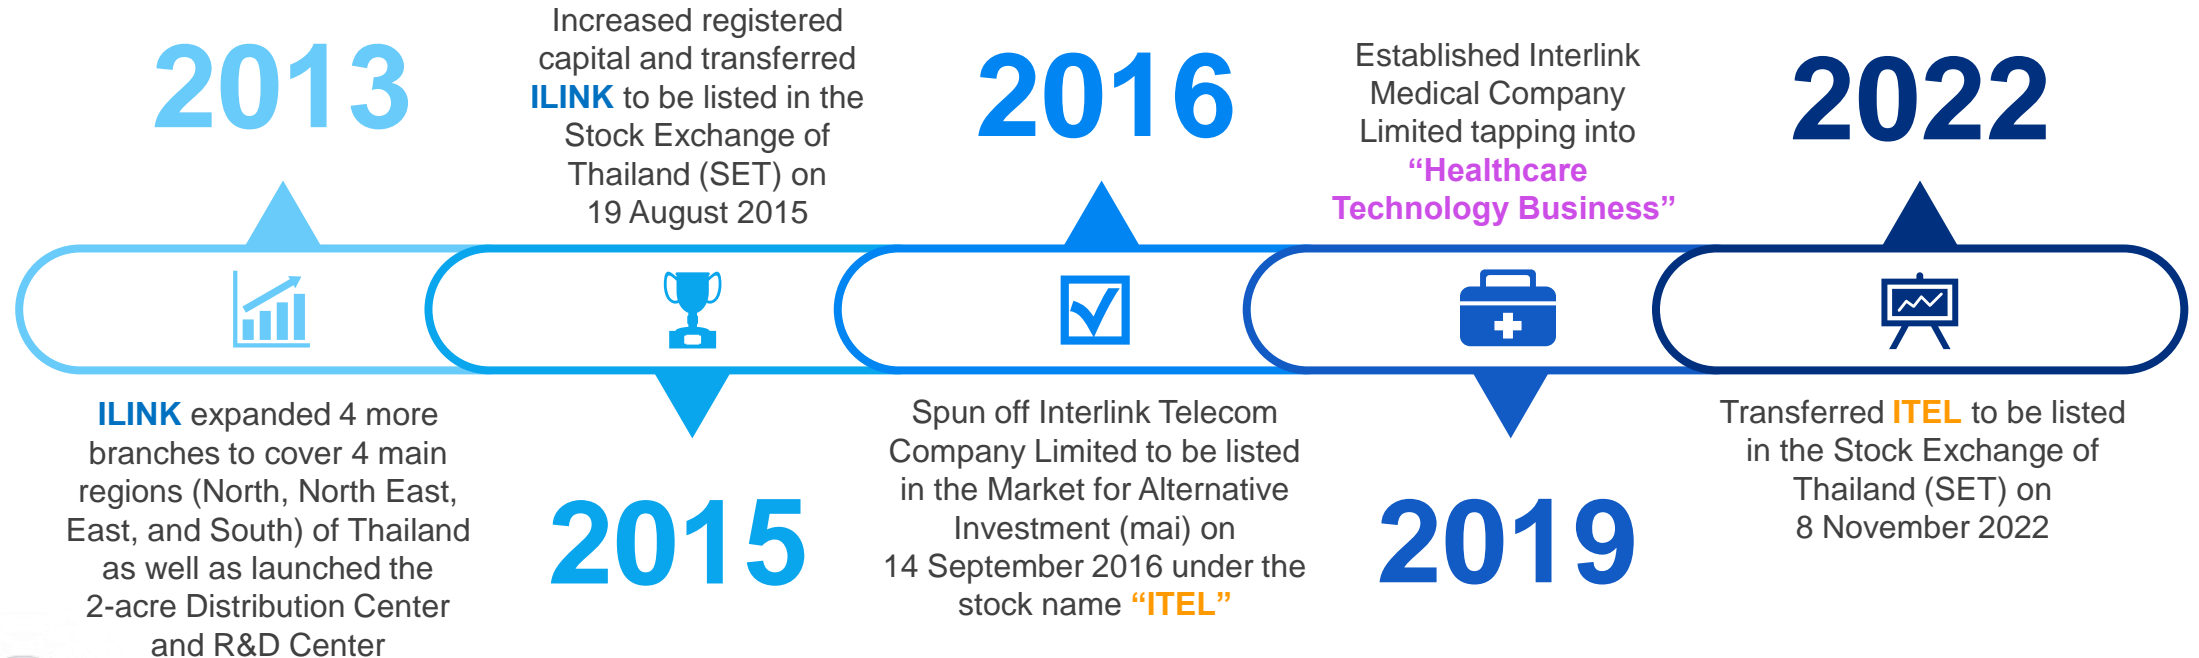 2013
ILINK expanded 4 more
branches to cover 4 main
regions (North, North East,
East, and South) of Thailand
as well as launched the
2-acre Distribution Center
and R&D Center
Increased registered
capital and transferred
ILINK to be listed in the
Stock Exchange of
Thailand (SET) on
19 August 2015
2015
2016
Spun off Interlink Telecom
Company Limited to be listed
in the Market for Alternative
Investment (mai) on
14 September 2016 under the
stock name “ITEL”
Established Interlink
Medical Company
Limited tapping into
“Healthcare
Technology Business”
2019
2022
Transferred ITEL to be listed
in the Stock Exchange of
Thailand (SET) on
8 November 2022